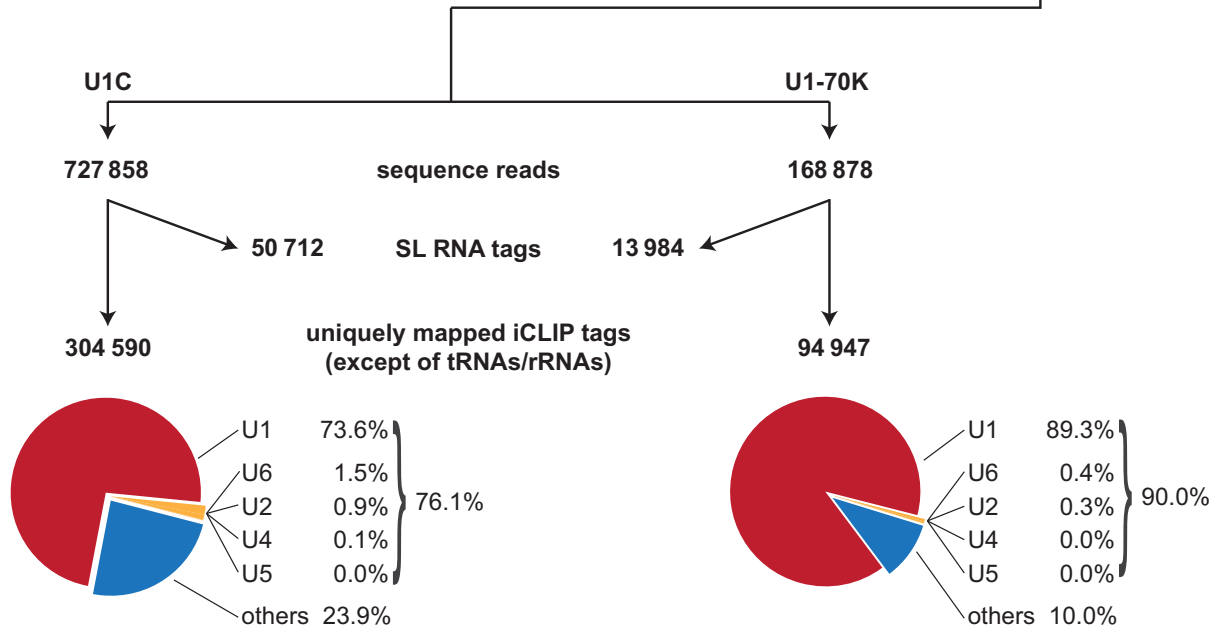 U1C U1-70K
727 858 sequence reads 168 878
50 712 SL RNA tags 13 984
uniquely mapped iCLIP tags
304 590 (except of tRNAs/rRNAs) 94 947
U1 73.6% U1 89.3%
U6 1.5% U6 0.4%
U2 0.9% 76.1% U2 0.3% 90.0%
U4 0.1% U4 0.0%
U5 0.0% U5 0.0%
others 23.9% others 10.0%